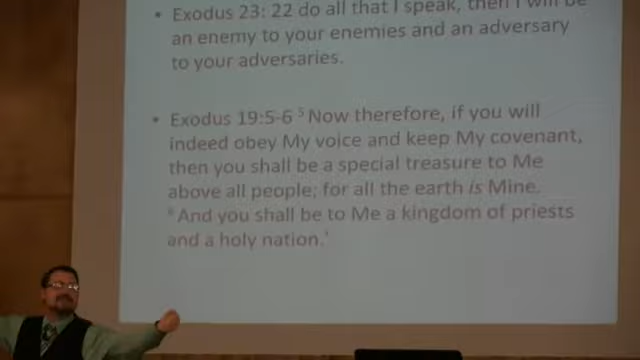 • Exodus 23: 22 do all that I speak, then I will be
an enemy to your enemies and an adversary
to your adversaries.
• Exodus 19:5-6 ⁵ Now therefore, if you will
indeed obey My voice and keep My covenant,
then you shall be a special treasure to Me
above all people; for all the earth is Mine.
⁶ And you shall be to Me a kingdom of priests
and a holy nation.'